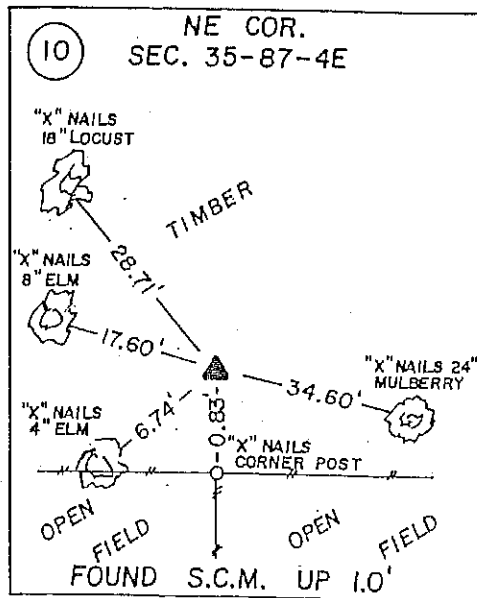 10
NE COR.
SEC. 35-87-4E
"X" NAILS
18" LOCUST
TIMBER
28.71'
"X" NAILS
8" ELM
17.60'
"X" NAILS 24"
MULBERRY
34.60'
"X" NAILS
4" ELM
6.74'
0.83'
"X" NAILS
CORNER POST
OPEN
FIELD
OPEN
FIELD
FOUND S.C.M. UP 1.0'